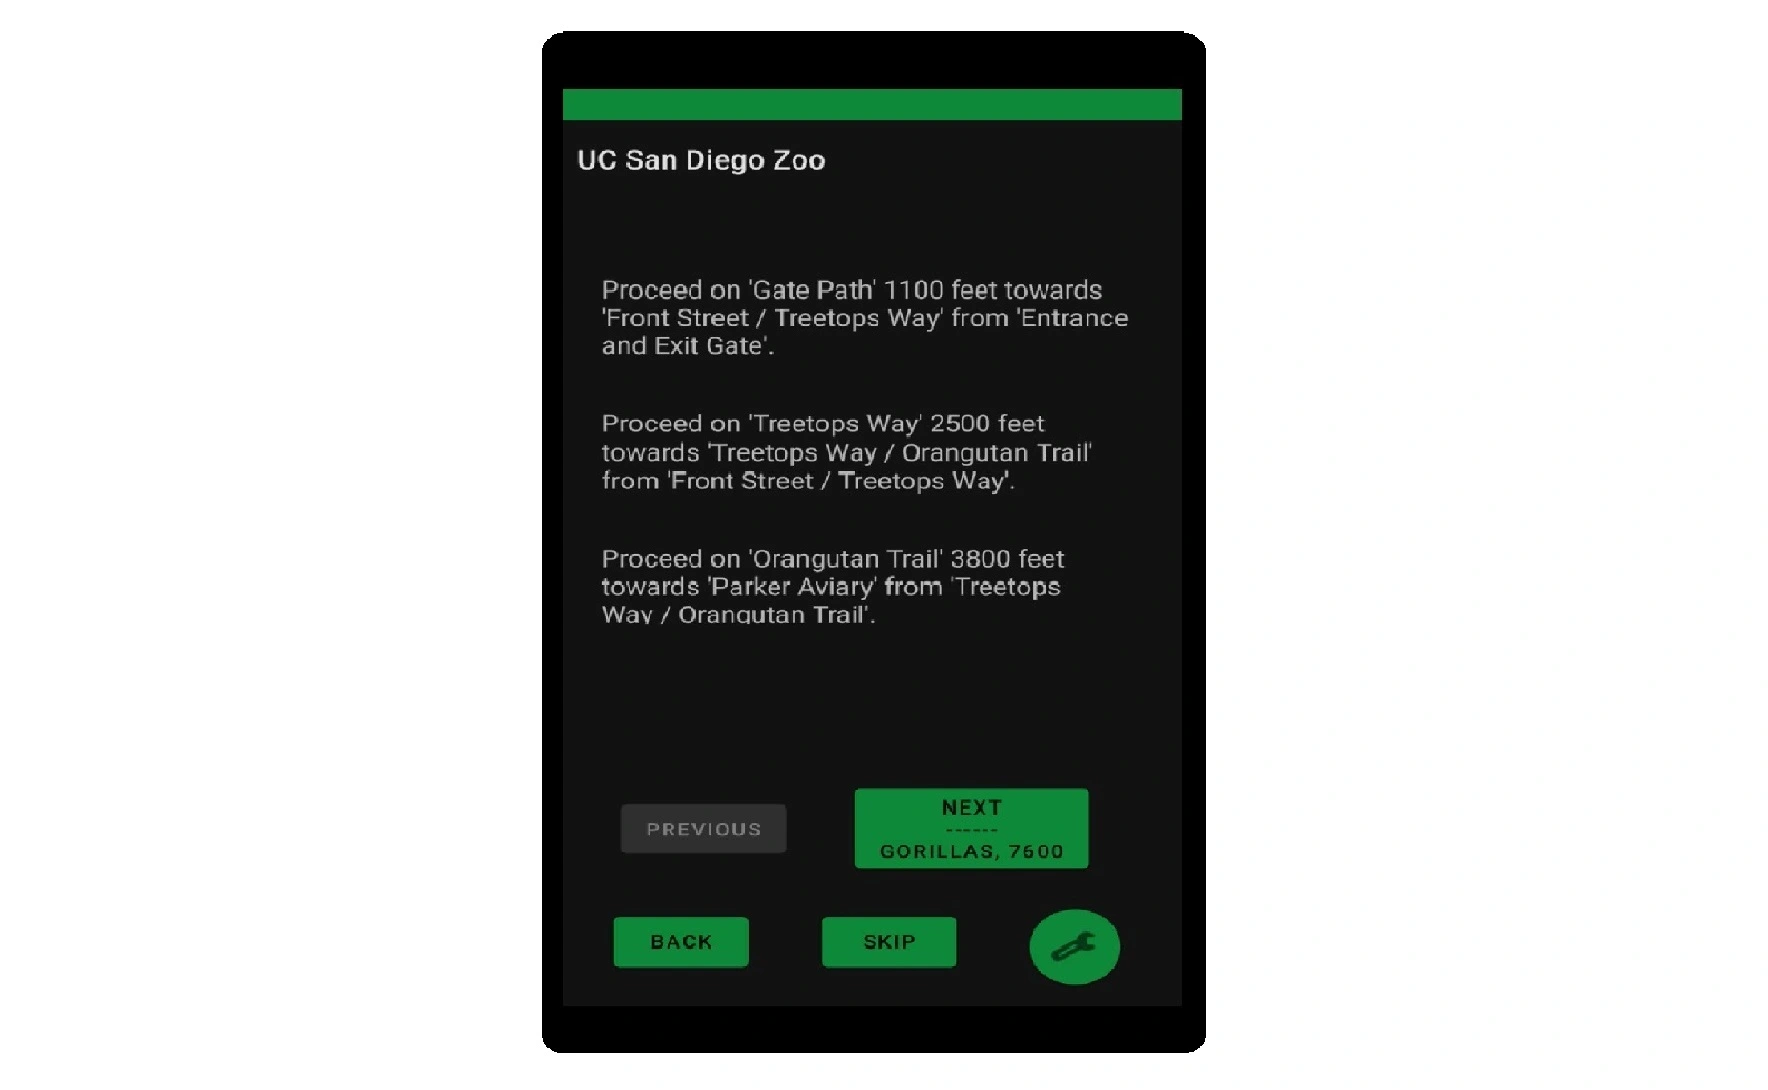 UC San Diego Zoo
Proceed on 'Gate Path' 1100 feet towards
'Front Street / Treetops Way' from 'Entrance
and Exit Gate'.
Proceed on 'Treetops Way' 2500 feet
towards 'Treetops Way / Orangutan Trail'
from 'Front Street / Treetops Way'.
Proceed on 'Orangutan Trail' 3800 feet
towards 'Parker Aviary' from 'Treetops
Way / Orangutan Trail'.
PREVIOUS
NEXT
------
GORILLAS, 7600
BACK
SKIP